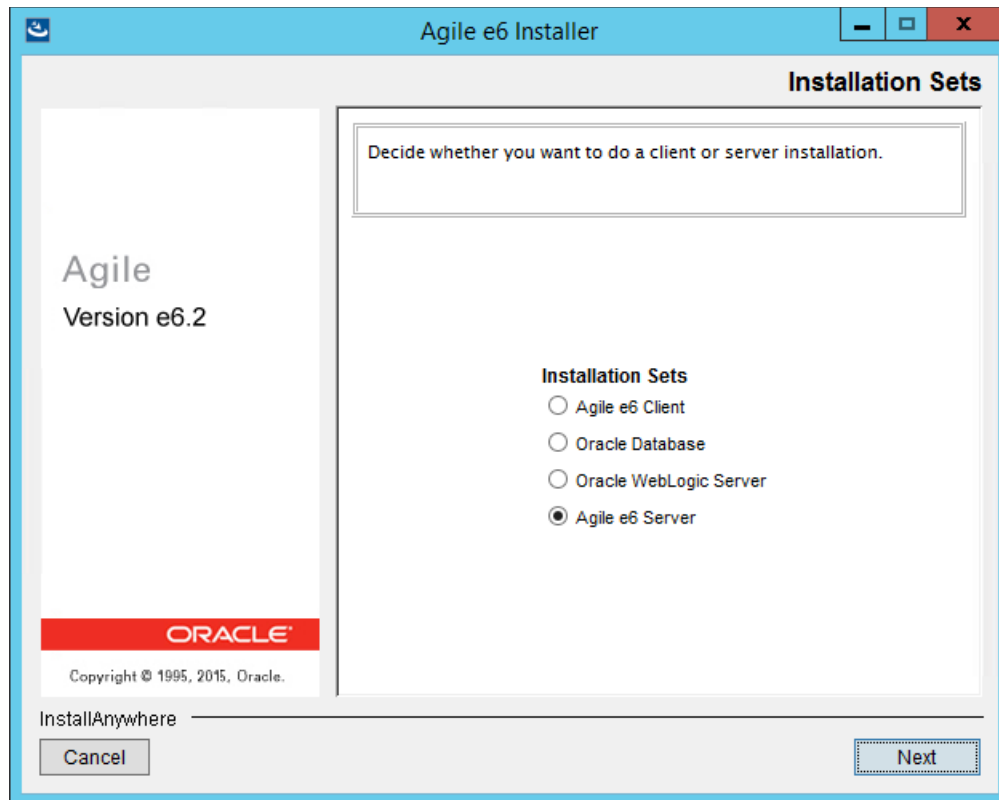 Agile e6 Installer
Installation Sets
Decide whether you want to do a client or server installation.
Agile
Version e6.2
Installation Sets
Agile e6 Client
Oracle Database
Oracle WebLogic Server
Agile e6 Server
ORACLE
Copyright © 1995, 2015, Oracle.
InstallAnywhere
Cancel
Next